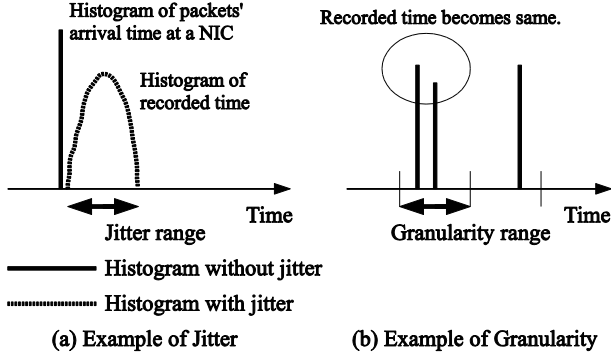 Histogram of packets'
arrival time at a NIC
Histogram of
recorded time
Time
Jitter range
Histogram without jitter
Histogram with jitter
(a) Example of Jitter
Recorded time becomes same.
Time
Granularity range
(b) Example of Granularity